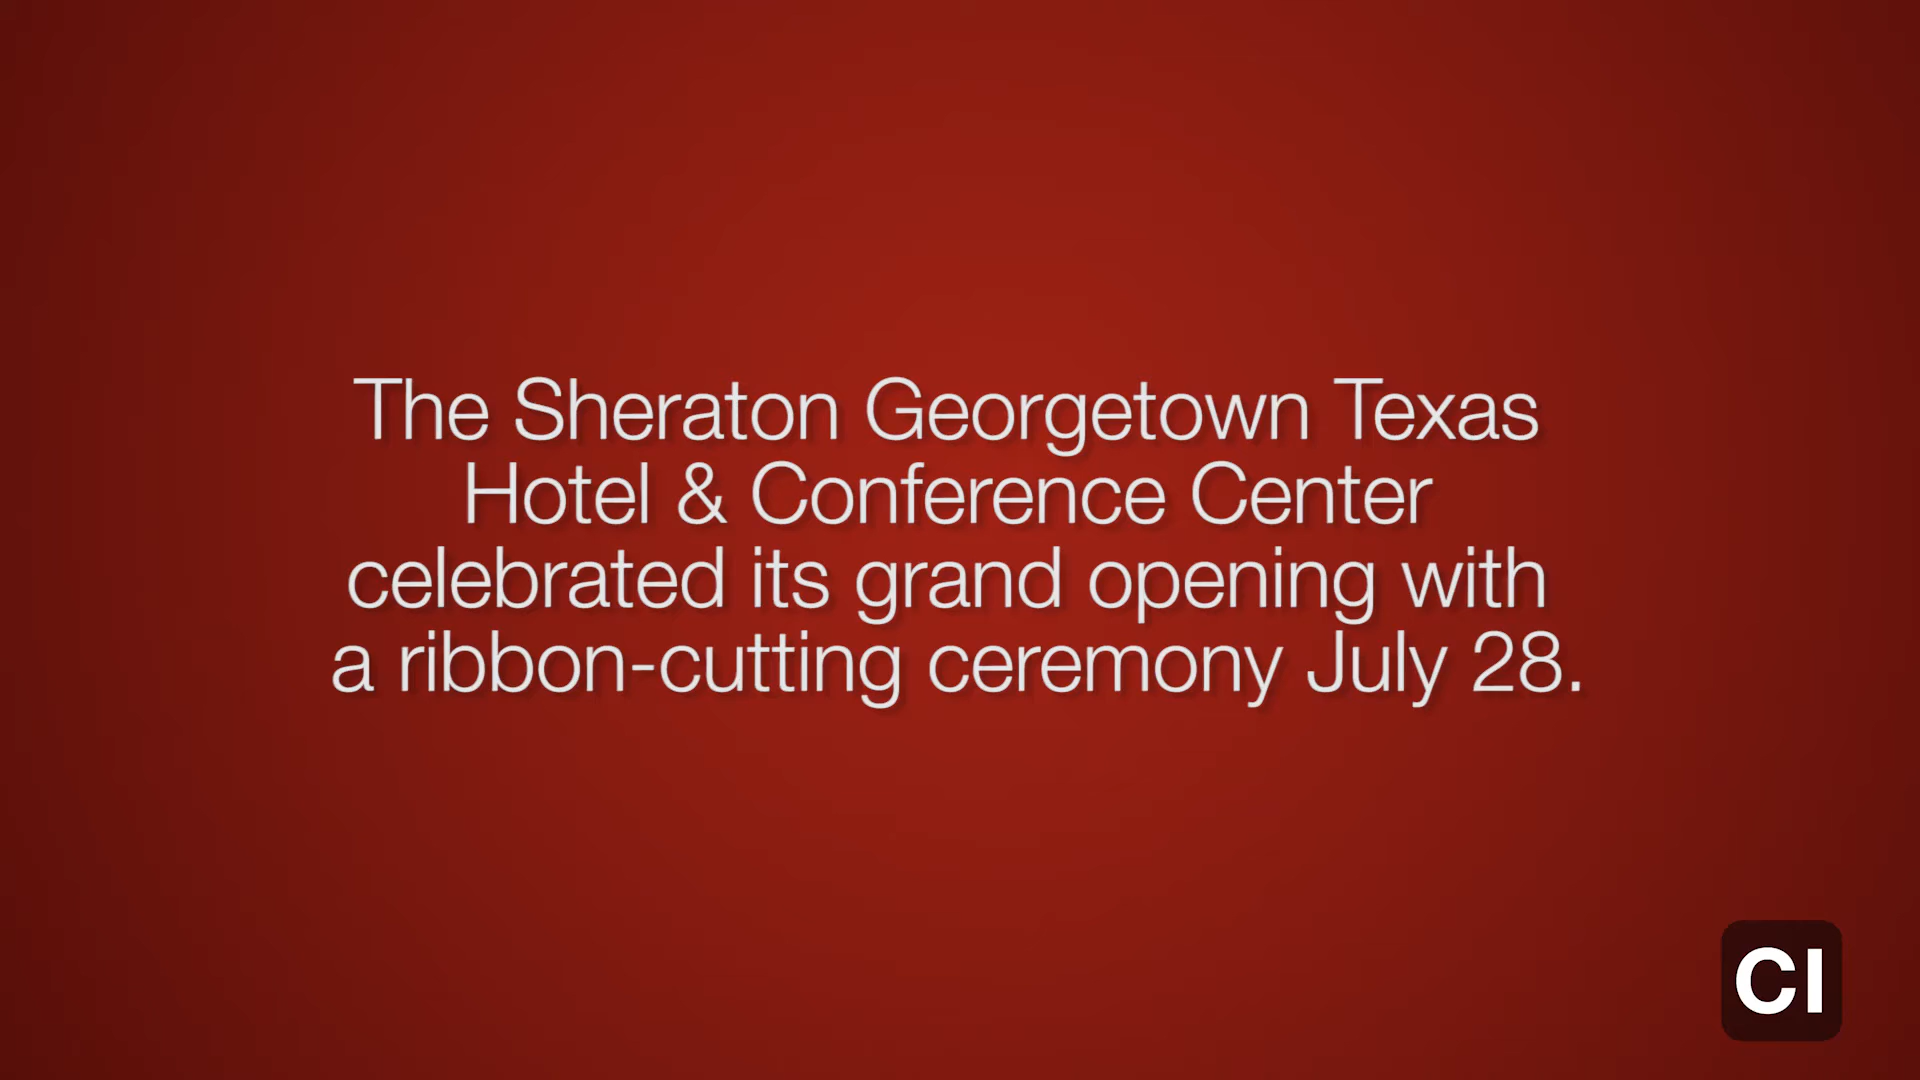 The Sheraton Georgetown Texas
Hotel & Conference Center
celebrated its grand opening with
a ribbon-cutting ceremony July 28.
CI